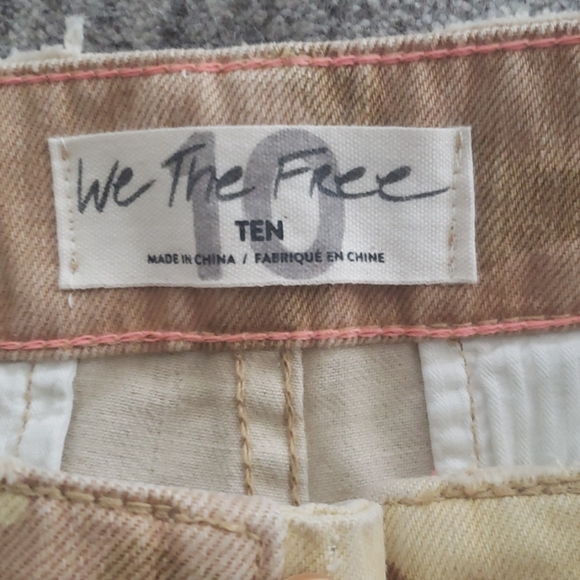 We The Free
10
TEN
MADE IN CHINA / FABRIQUÉ EN CHINE